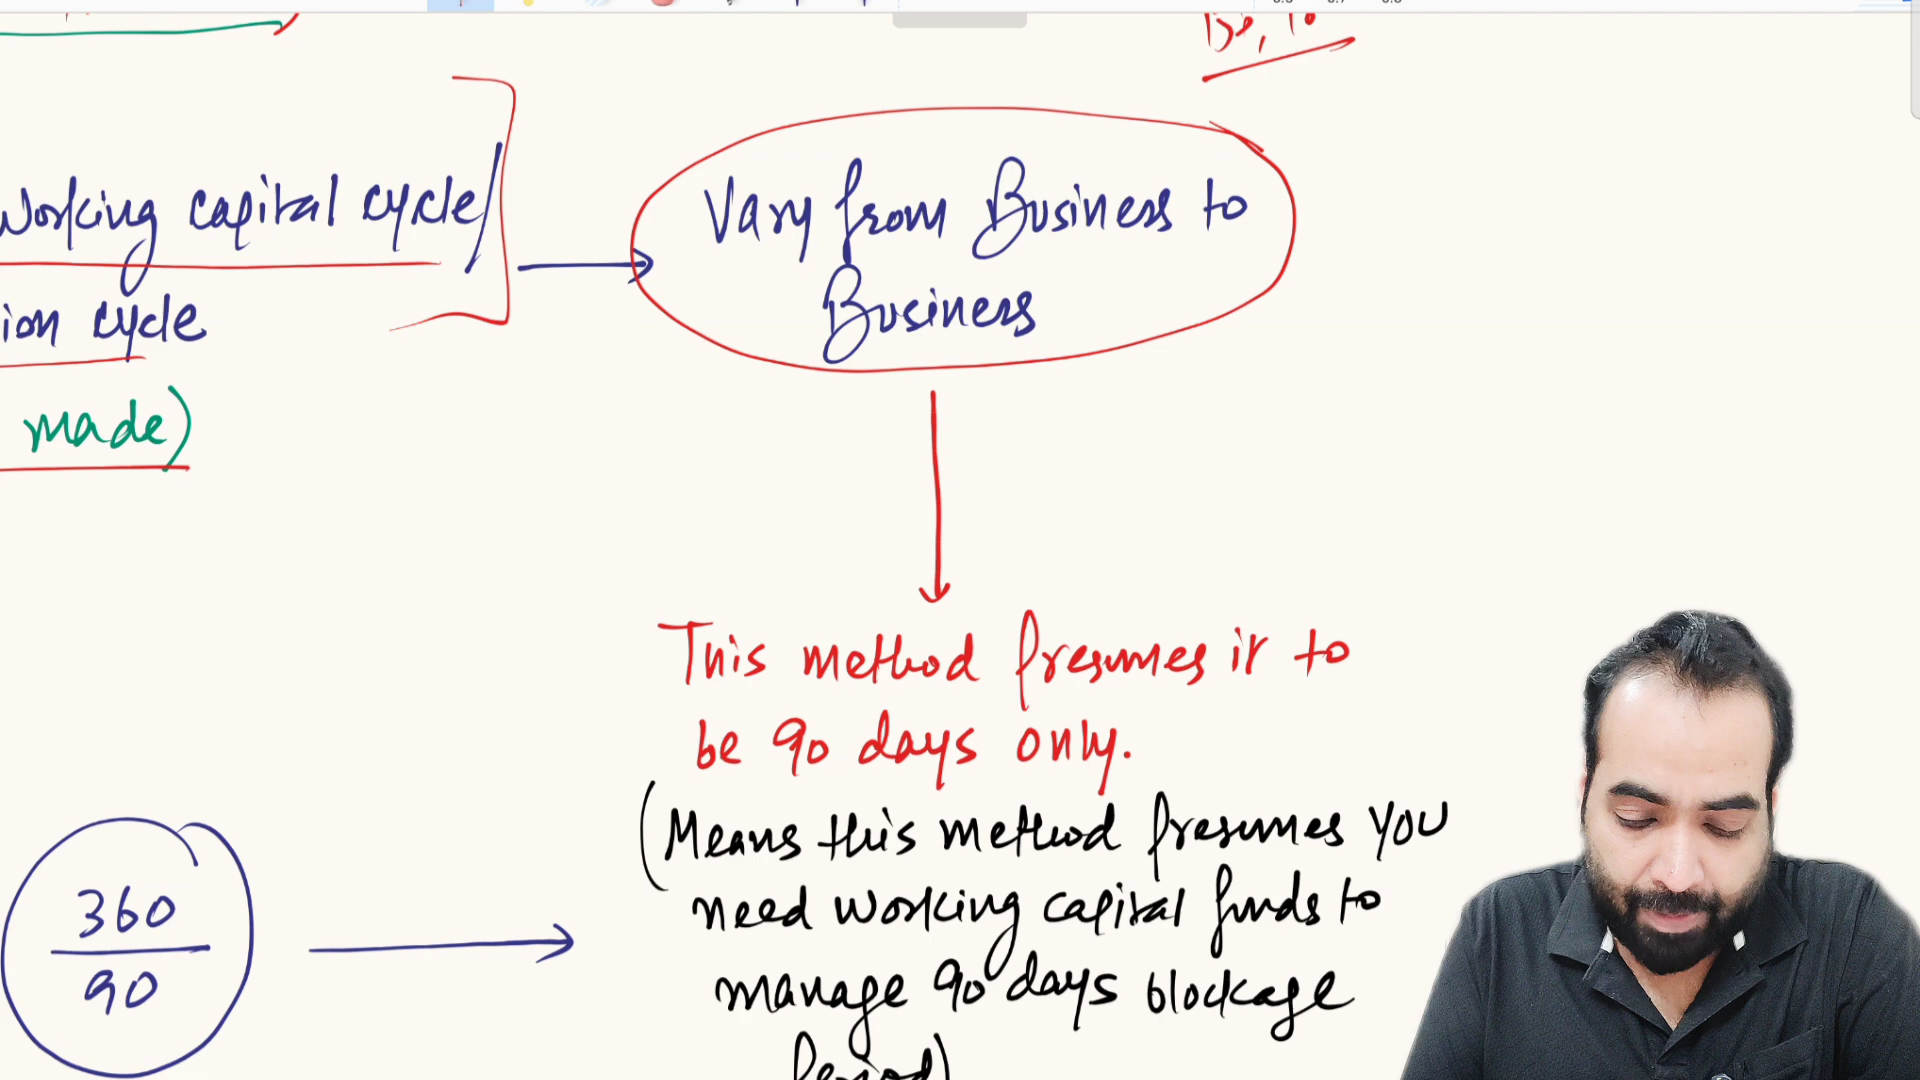 Working capital cycle/
ion cycle
made)
Vary from Business to
Business
This method presumes it to
be 90 days only.
(Means this method presumes you
need working capital funds to
manage 90 days blockage
Period)
360
90